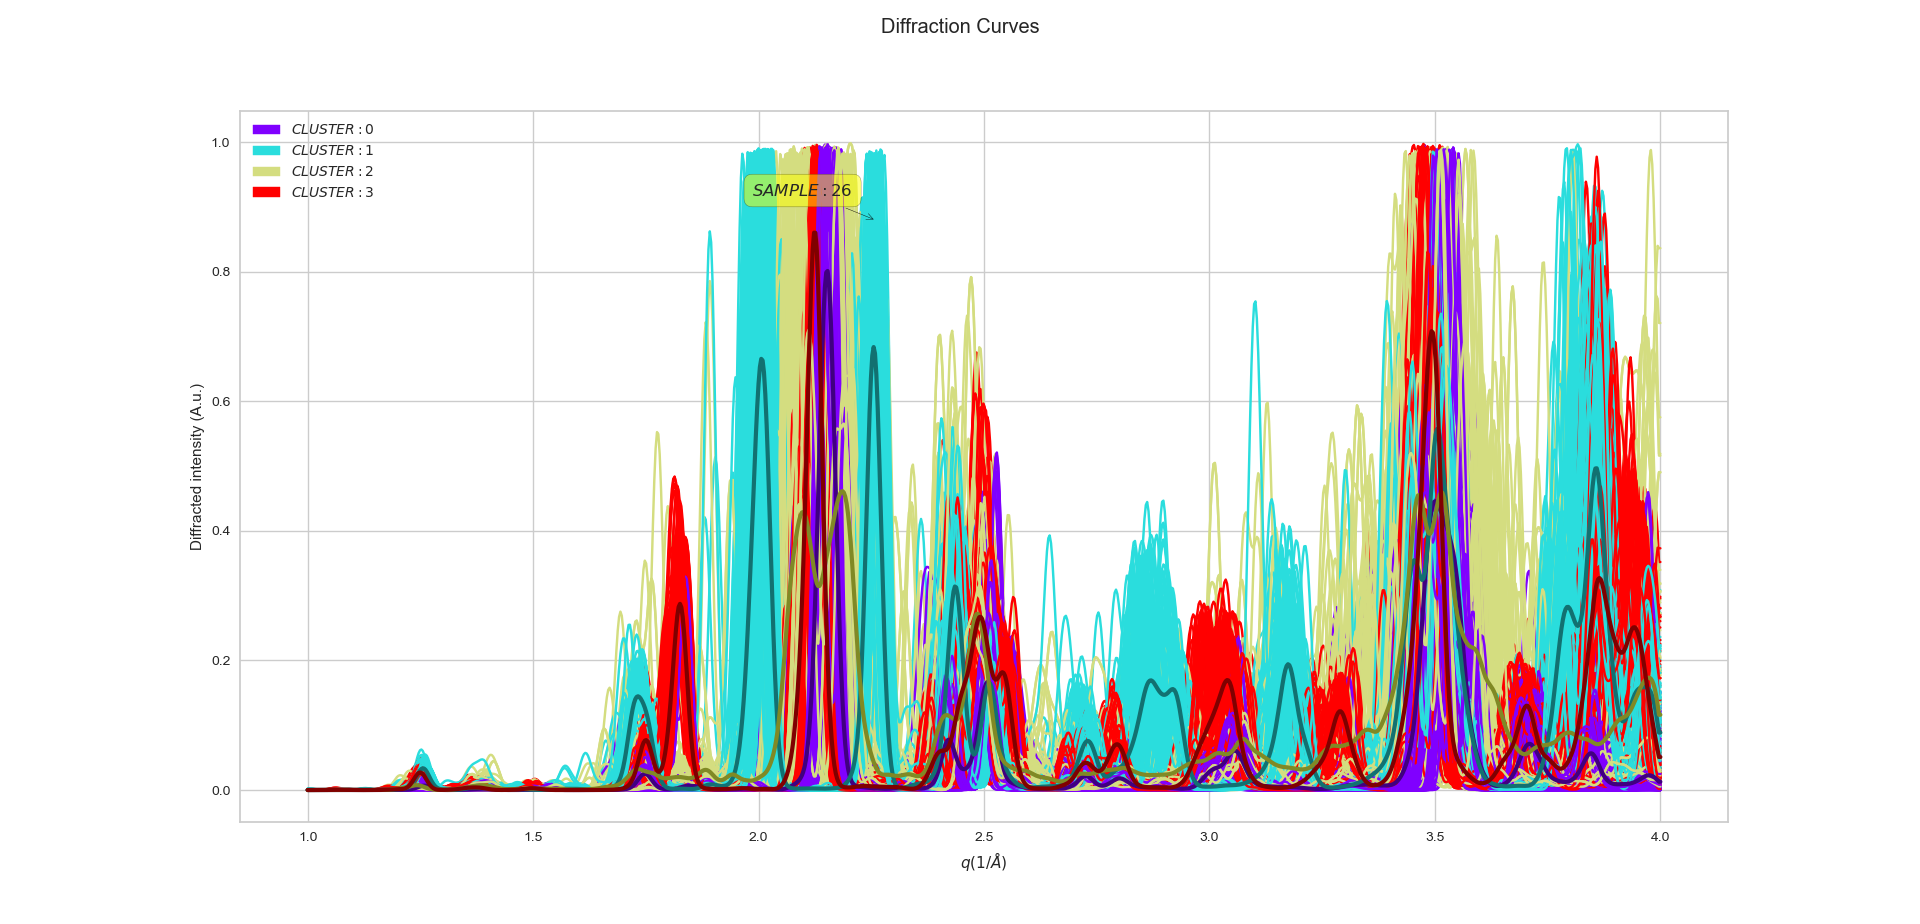 Diffraction Curves
CLUSTER : 0
CLUSTER : 1
CLUSTER : 2
CLUSTER : 3
SAMPLE : 26
Diffracted intensity (A.u.)
1.0
0.8
0.6
0.4
0.2
0.0
1.0 1.5 2.0 2.5 3.0 3.5 4.0
q(1/Å)